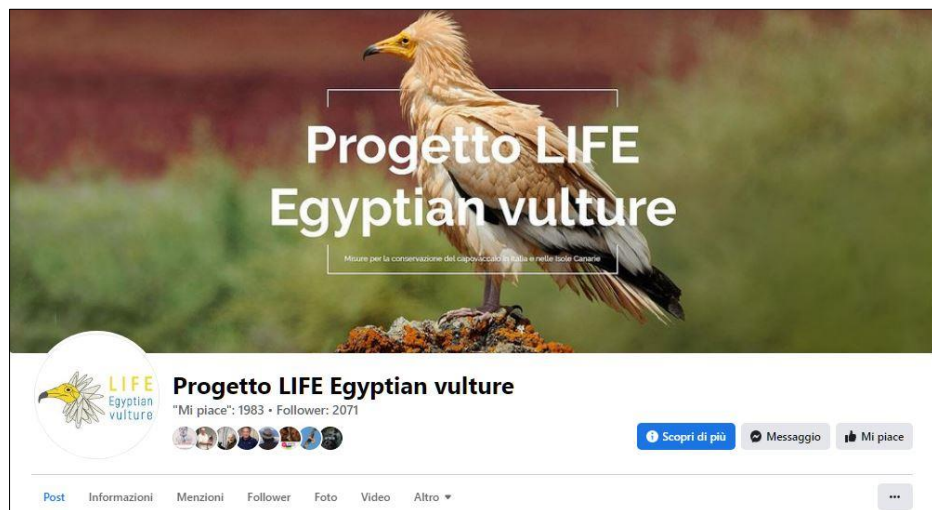 Progetto LIFE
Egyptian vulture
Misure per la conservazione del capovaccaio in Italia e nelle Isole Canarie
LIFE
Egyptian
vulture
Progetto LIFE Egyptian vulture
"Mi piace": 1983 • Follower: 2071
Scopri di più
Messaggio
Mi piace
Post Informazioni Menzioni Follower Foto Video Altro